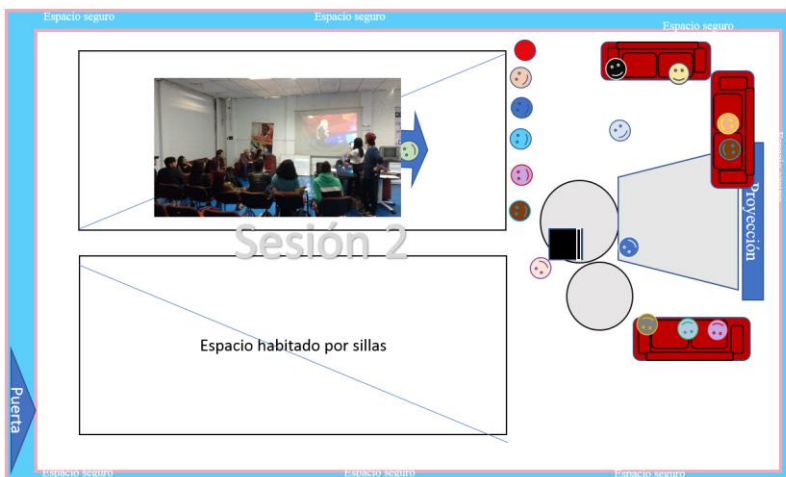 Espacio seguro
Espacio seguro
Espacio seguro
Sesión 2
Proyección
Espacio habitado por sillas
Puerta
Espacio seguro
Espacio seguro
Espacio seguro